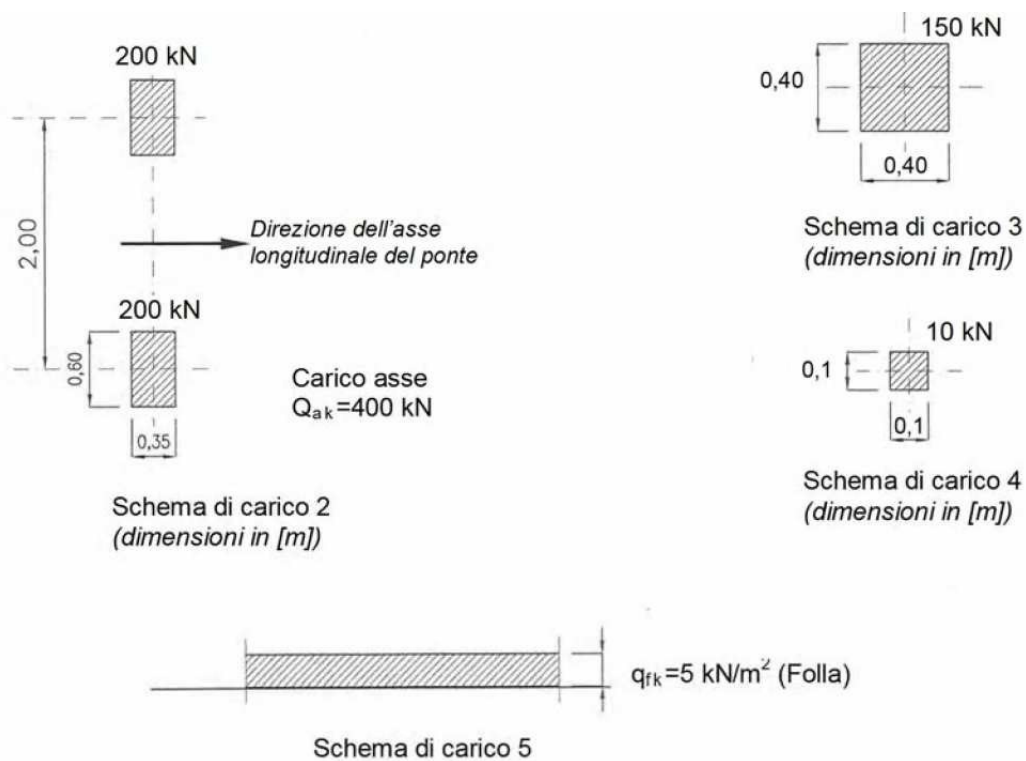 200 kN
2,00
Direzione dell'asse
longitudinale del ponte
200 kN
0,60
0,35
Carico asse
Qak=400 kN
Schema di carico 2
(dimensioni in [m])
150 kN
0,40
0,40
Schema di carico 3
(dimensioni in [m])
10 kN
0,1
0,1
Schema di carico 4
(dimensioni in [m])
qfk=5 kN/m² (Folla)
Schema di carico 5